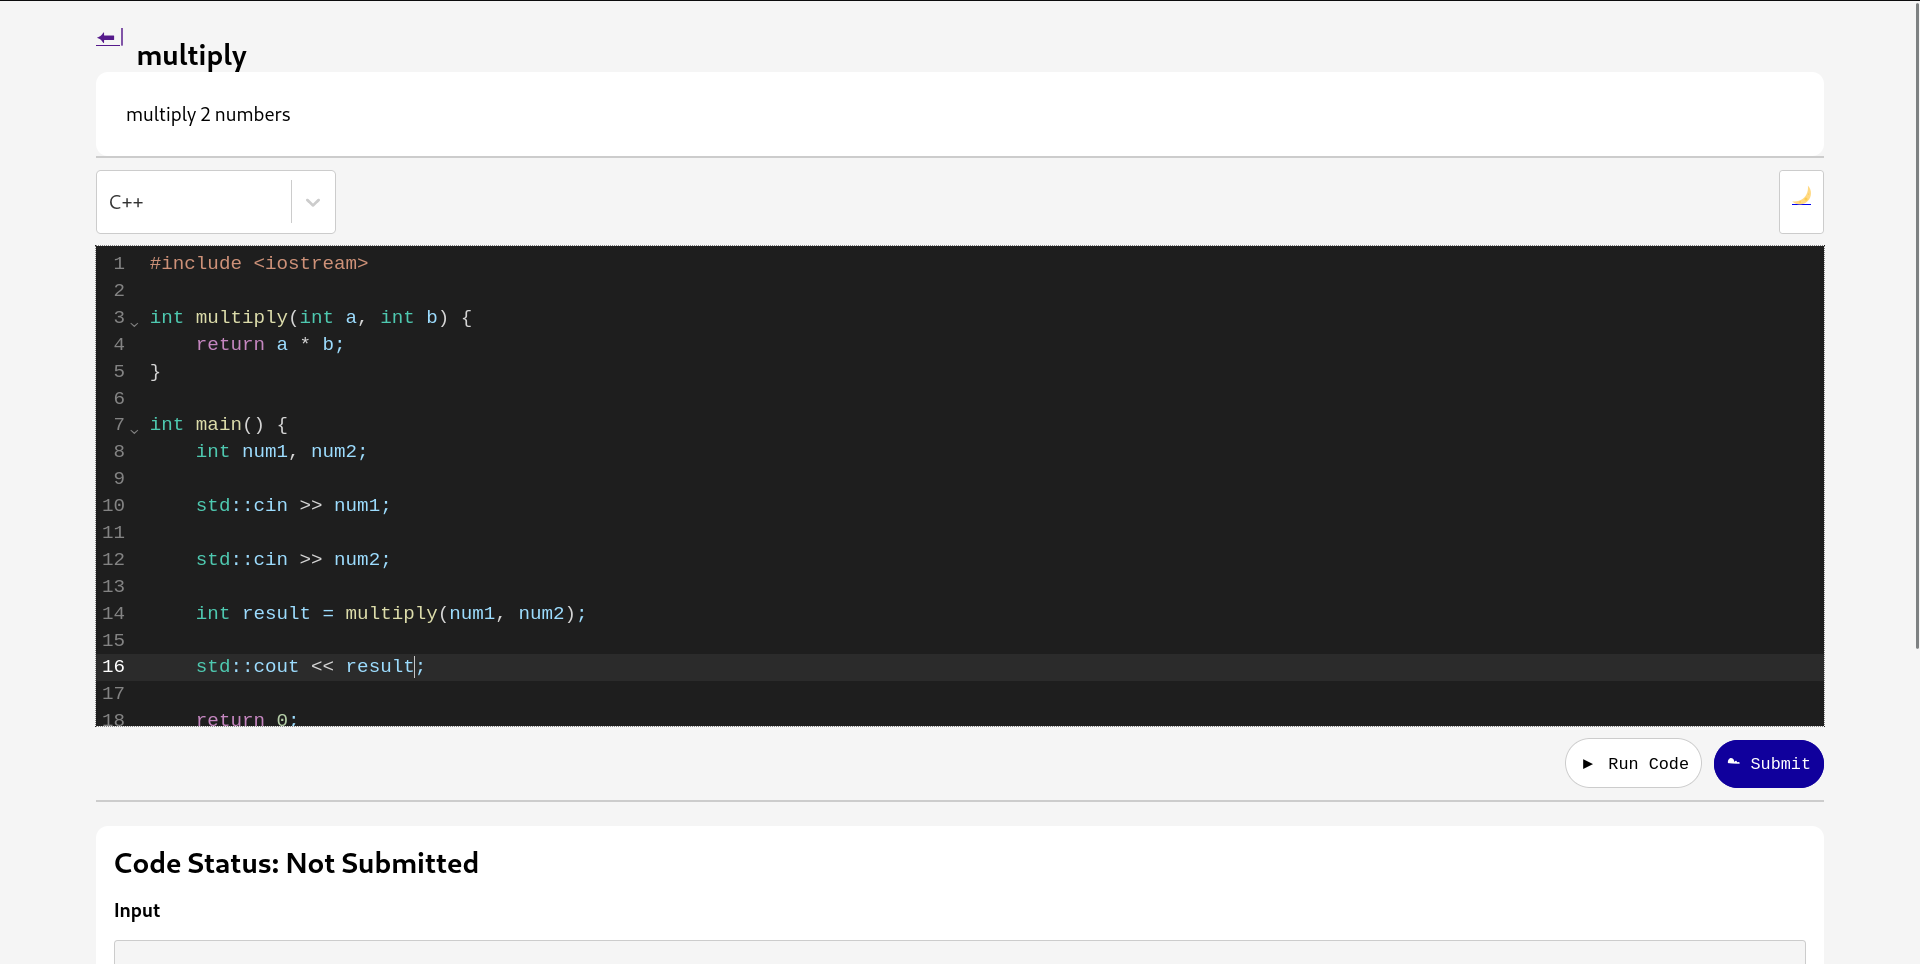 multiply
multiply 2 numbers
C++
1 #include <iostream>
2
3 int multiply(int a, int b) {
4     return a * b;
5 }
6
7 int main() {
8     int num1, num2;
9
10     std::cin >> num1;
11
12     std::cin >> num2;
13
14     int result = multiply(num1, num2);
15
16     std::cout << result;
17
18     return 0;
Run Code Submit
Code Status: Not Submitted
Input